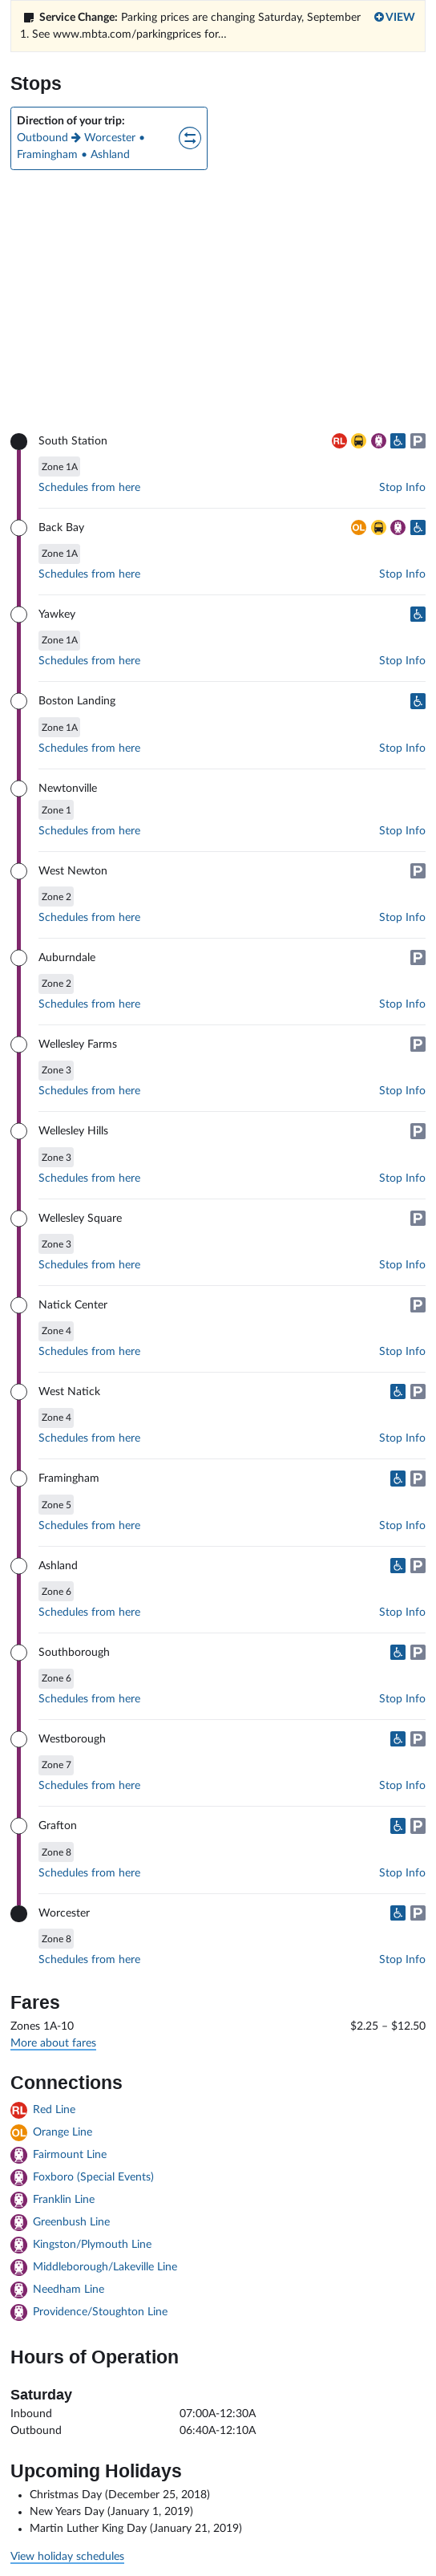 Service Change: Parking prices are changing Saturday, September VIEW
1. See www.mbta.com/parkingprices for...
Stops
Direction of your trip:
Outbound → Worcester •
Framingham • Ashland
South Station RL P
Zone 1A
Schedules from here Stop Info
Back Bay OL
Zone 1A
Schedules from here Stop Info
Yawkey
Zone 1A
Schedules from here Stop Info
Boston Landing
Zone 1A
Schedules from here Stop Info
Newtonville
Zone 1
Schedules from here Stop Info
West Newton P
Zone 2
Schedules from here Stop Info
Auburndale P
Zone 2
Schedules from here Stop Info
Wellesley Farms P
Zone 3
Schedules from here Stop Info
Wellesley Hills P
Zone 3
Schedules from here Stop Info
Wellesley Square P
Zone 3
Schedules from here Stop Info
Natick Center P
Zone 4
Schedules from here Stop Info
West Natick P
Zone 4
Schedules from here Stop Info
Framingham P
Zone 5
Schedules from here Stop Info
Ashland P
Zone 6
Schedules from here Stop Info
Southborough P
Zone 6
Schedules from here Stop Info
Westborough P
Zone 7
Schedules from here Stop Info
Grafton P
Zone 8
Schedules from here Stop Info
Worcester P
Zone 8
Schedules from here Stop Info
Fares
Zones 1A-10 $2.25 – $12.50
More about fares
Connections
RL Red Line
OL Orange Line
Fairmount Line
Foxboro (Special Events)
Franklin Line
Greenbush Line
Kingston/Plymouth Line
Middleborough/Lakeville Line
Needham Line
Providence/Stoughton Line
Hours of Operation
Saturday
Inbound 07:00A-12:30A
Outbound 06:40A-12:10A
Upcoming Holidays
• Christmas Day (December 25, 2018)
• New Years Day (January 1, 2019)
• Martin Luther King Day (January 21, 2019)
View holiday schedules